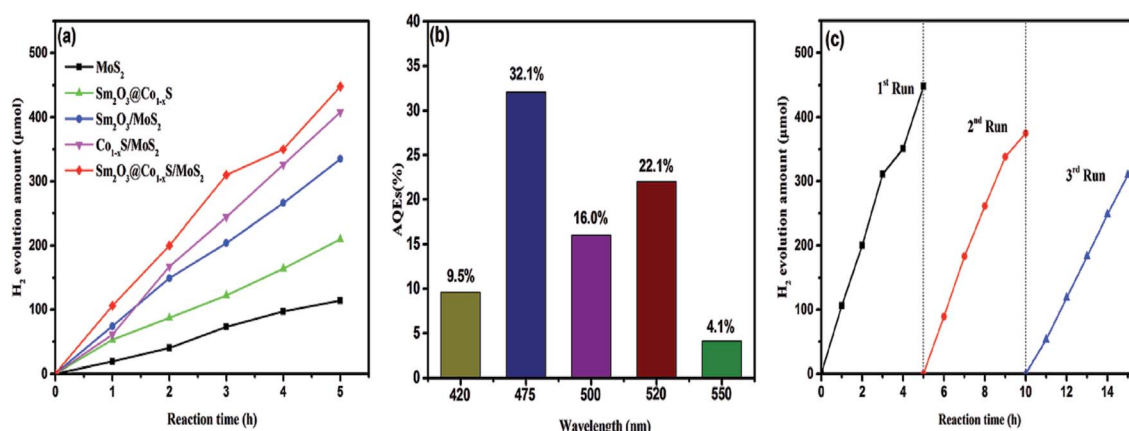 (a)
MoS₂
Sm₂O₃@Co₁₋ₓS
Sm₂O₃/MoS₂
Co₁₋ₓS/MoS₂
Sm₂O₃@Co₁₋ₓS/MoS₂
H₂ evolution amount (μmol)
500
400
300
200
100
0
0 1 2 3 4 5
Reaction time (h)
(b)
AQEs(%)
40
35
30
25
20
15
10
5
0
9.5%
32.1%
16.0%
22.1%
4.1%
420 475 500 520 550
Wavelength (nm)
(c)
H₂ evolution amount (μmol)
500
400
300
200
100
0
1ˢᵗ Run
2ⁿᵈ Run
3ʳᵈ Run
0 2 4 6 8 10 12 14
Reaction time (h)